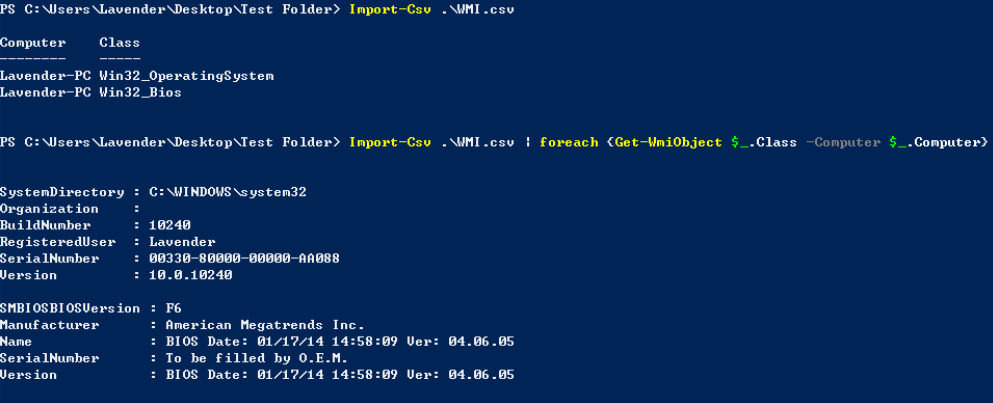 PS C:\Users\Lavender\Desktop\Test Folder> Import-Csv .\WMI.csv
Computer    Class
--------    -----
Lavender-PC Win32_OperatingSystem
Lavender-PC Win32_Bios
PS C:\Users\Lavender\Desktop\Test Folder> Import-Csv .\WMI.csv | foreach {Get-WmiObject $_.Class -Computer $_.Computer}
SystemDirectory : C:\WINDOWS\system32
Organization    :
BuildNumber     : 10240
RegisteredUser  : Lavender
SerialNumber    : 00330-80000-00000-AA088
Version         : 10.0.10240
SMBIOSBIOSVersion : F6
Manufacturer      : American Megatrends Inc.
Name              : BIOS Date: 01/17/14 14:58:09 Ver: 04.06.05
SerialNumber      : To be filled by O.E.M.
Version           : BIOS Date: 01/17/14 14:58:09 Ver: 04.06.05